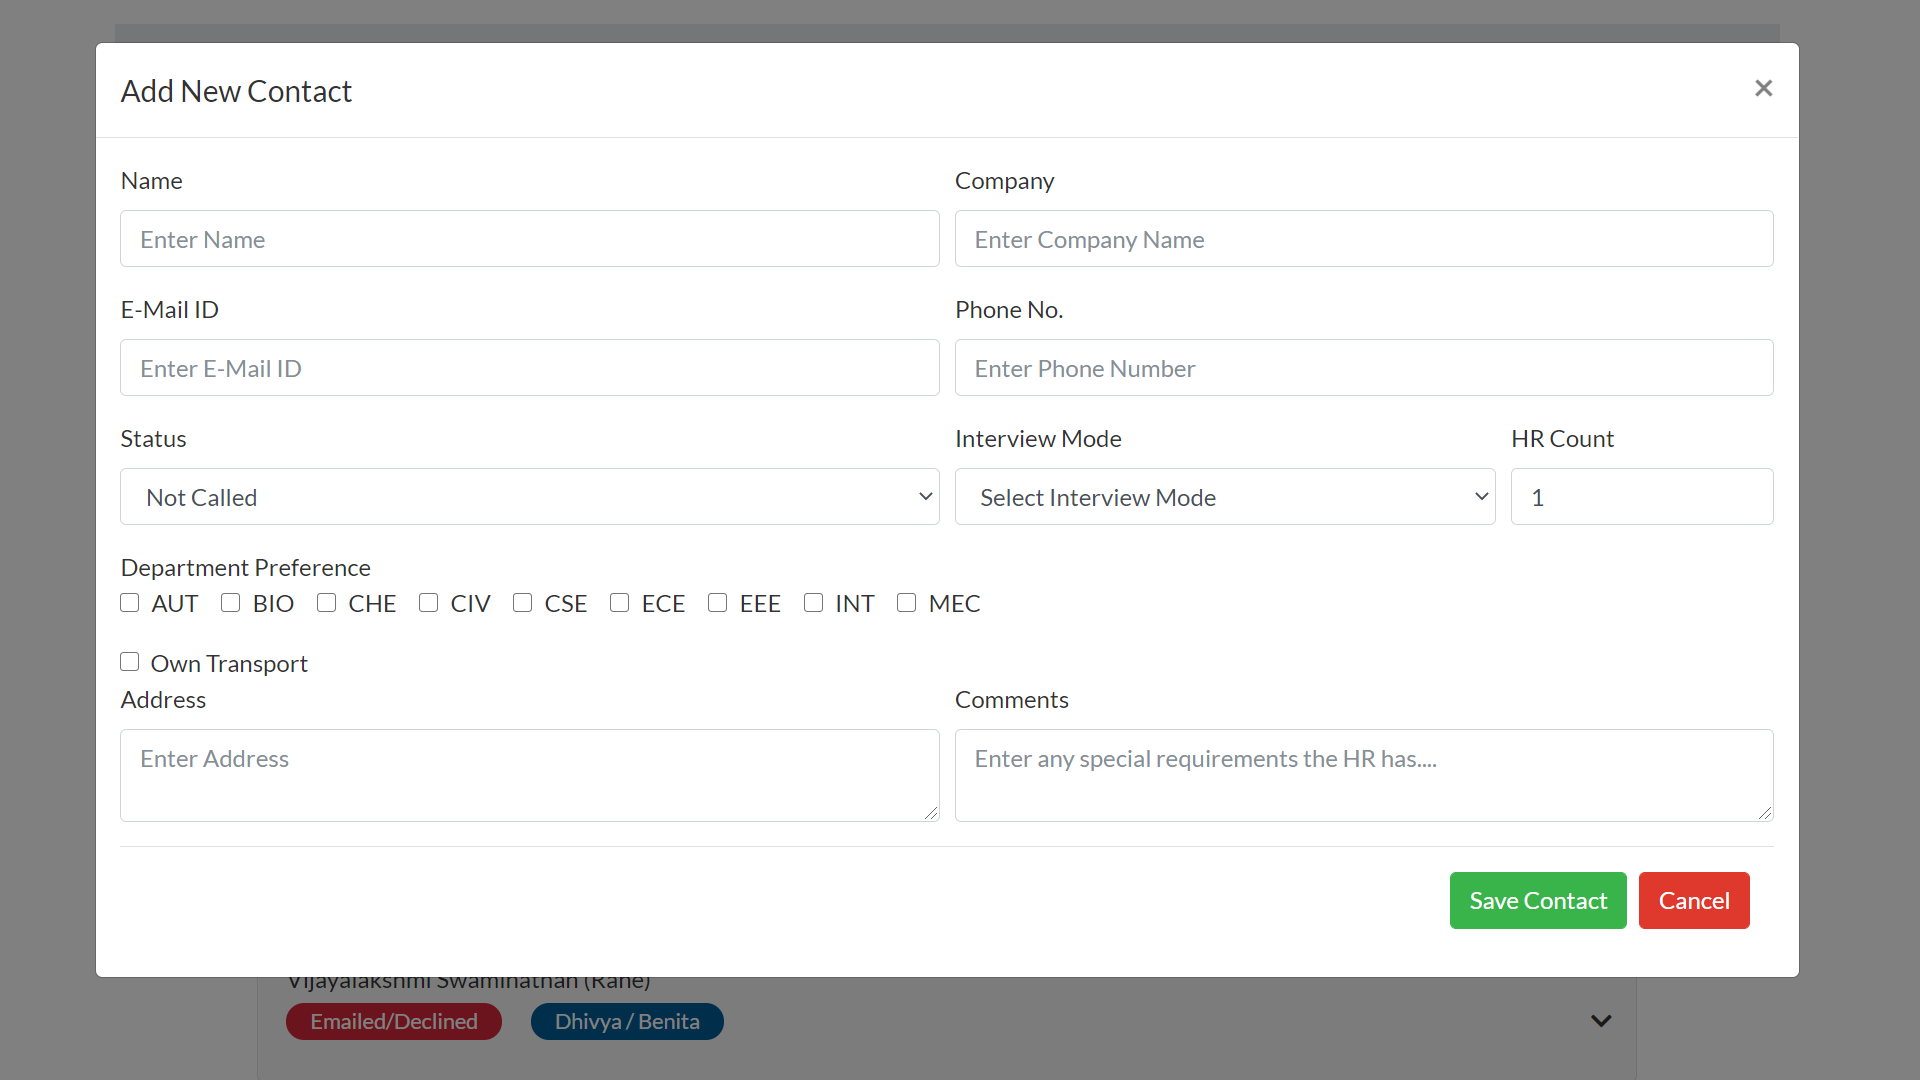 Add New Contact
×
Name Company
Enter Name Enter Company Name
E-Mail ID Phone No.
Enter E-Mail ID Enter Phone Number
Status Interview Mode HR Count
Not Called Select Interview Mode 1
Department Preference
AUT BIO CHE CIV CSE ECE EEE INT MEC
Own Transport
Address Comments
Enter Address Enter any special requirements the HR has....
Save Contact Cancel
Vijayalakshmi Swaminathan (Rane)
Emailed/Declined Dhivya / Benita